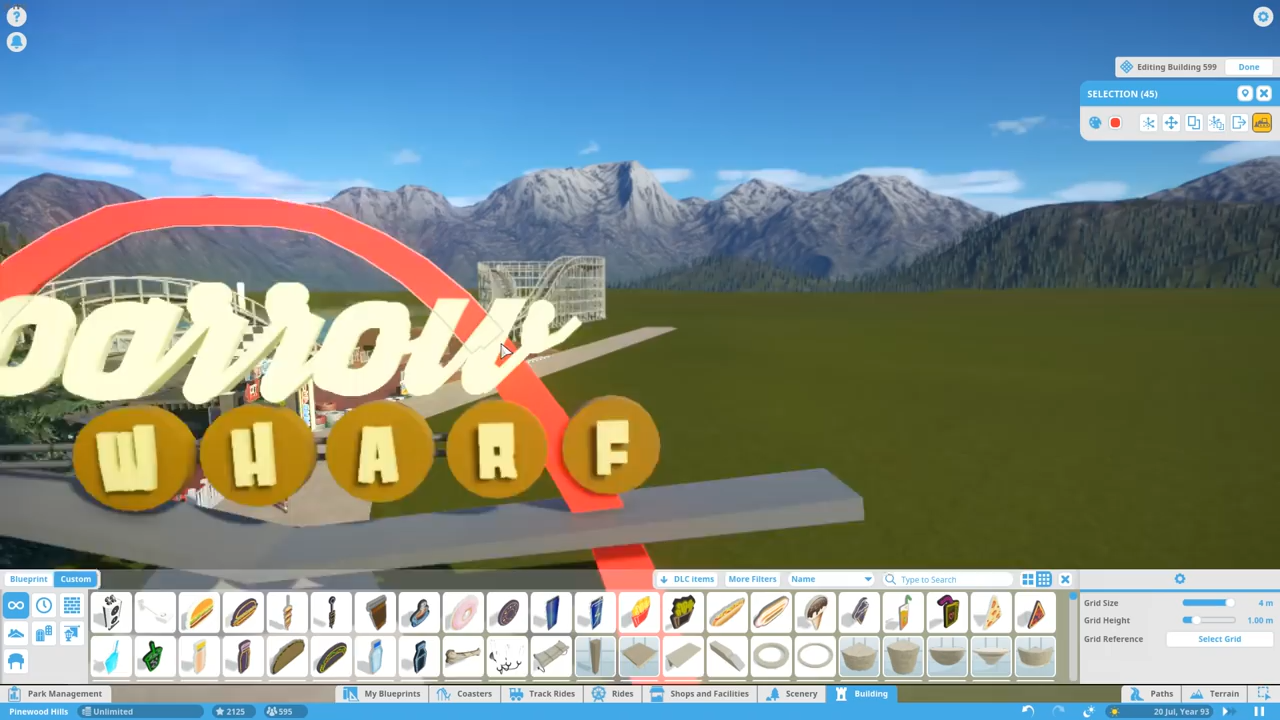 Editing Building 599
Done
SELECTION (45)
arrow
W H A R F
Blueprint
Custom
DLC items
More Filters
Name
Type to Search
Grid Size
4 m
Grid Height
1.00 m
Grid Reference
Select Grid
Park Management
My Blueprints
Coasters
Track Rides
Rides
Shops and Facilities
Scenery
Building
Paths
Terrain
Pinewood Hills
Unlimited
2125
595
20 Jul, Year 93